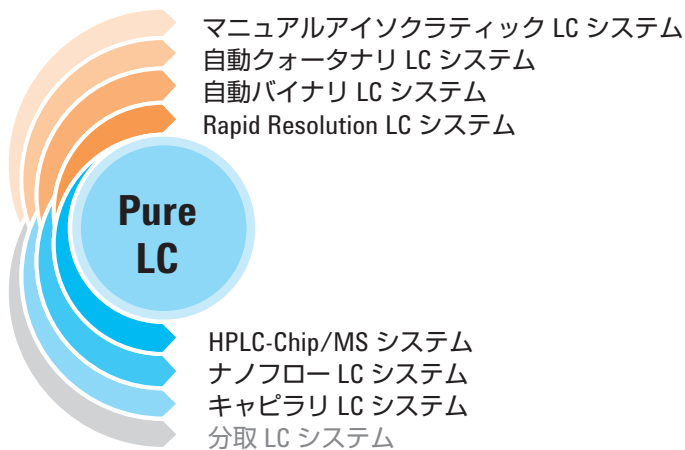 マニュアルアイソクラティック LC システム
自動クォータナリ LC システム
自動バイナリ LC システム
Rapid Resolution LC システム
Pure
LC
HPLC-Chip/MS システム
ナノフロー LC システム
キャピラリ LC システム
分取 LC システム